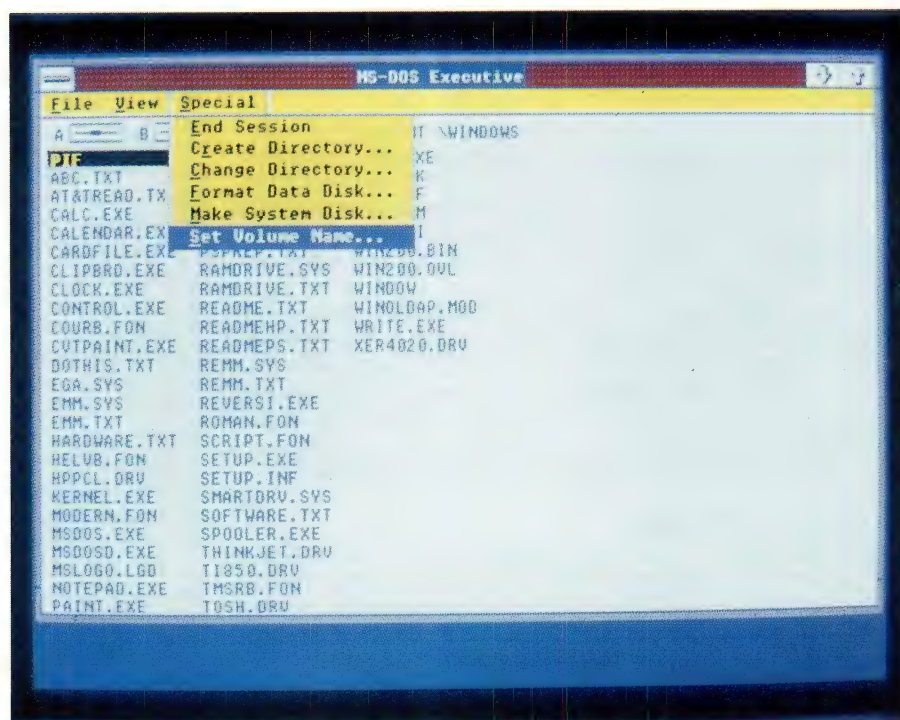 MS-DOS Executive
File View Special
A B \WINDOWS
End Session
Create Directory...
Change Directory...
Format Data Disk...
Make System Disk...
Set Volume Name...
PIF
ABC.TXT
AT&TREAD.TX
CALC.EXE
CALENDAR.EX
CARDFILE.EXE PSPREP.TXT WIN200.BIN
CLIPBRD.EXE RAMDRIVE.SYS WIN200.OVL
CLOCK.EXE RAMDRIVE.TXT WINDOW
CONTROL.EXE README.TXT WINOLDAP.MOD
COURB.FON READMEHP.TXT WRITE.EXE
CVTPAINT.EXE READMEPS.TXT XER4020.DRV
DOTHIS.TXT REMM.SYS
EGA.SYS REMM.TXT
EMM.SYS REVERSI.EXE
EMM.TXT ROMAN.FON
HARDWARE.TXT SCRIPT.FON
HELVB.FON SETUP.EXE
HPPCL.DRV SETUP.INF
KERNEL.EXE SMARTDRV.SYS
MODERN.FON SOFTWARE.TXT
MSDOS.EXE SPOOLER.EXE
MSDOSD.EXE THINKJET.DRV
MSLOGO.LGO TI850.DRV
NOTEPAD.EXE TMSRB.FON
PAINT.EXE TOSH.DRV